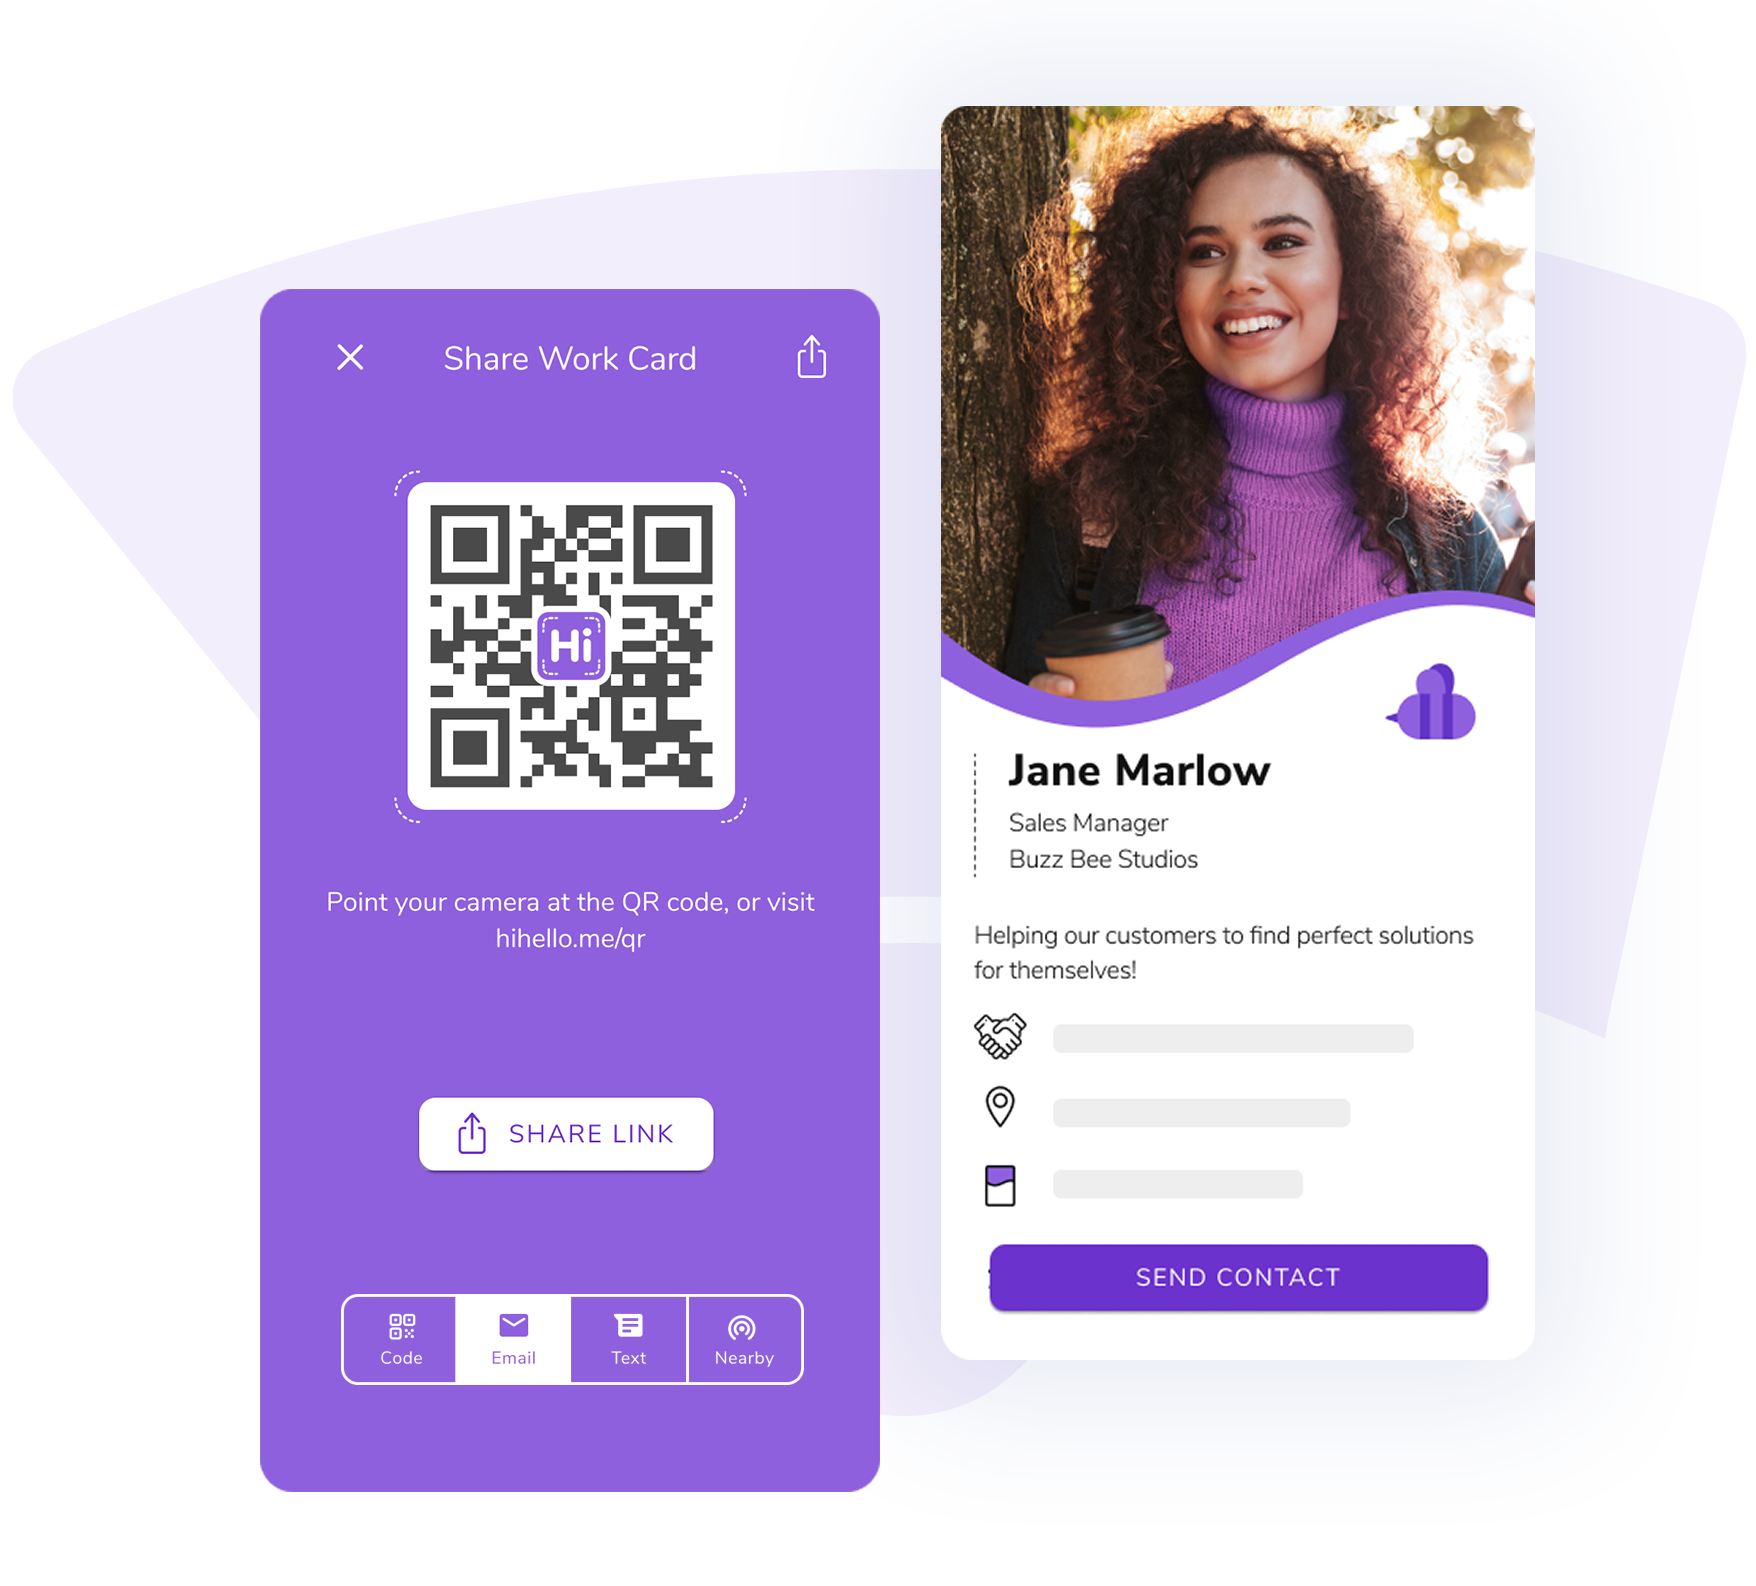 Share Work Card
Hi
Point your camera at the QR code, or visit
hihello.me/qr
SHARE LINK
Code
Email
Text
Nearby
Jane Marlow
Sales Manager
Buzz Bee Studios
Helping our customers to find perfect solutions
for themselves!
SEND CONTACT